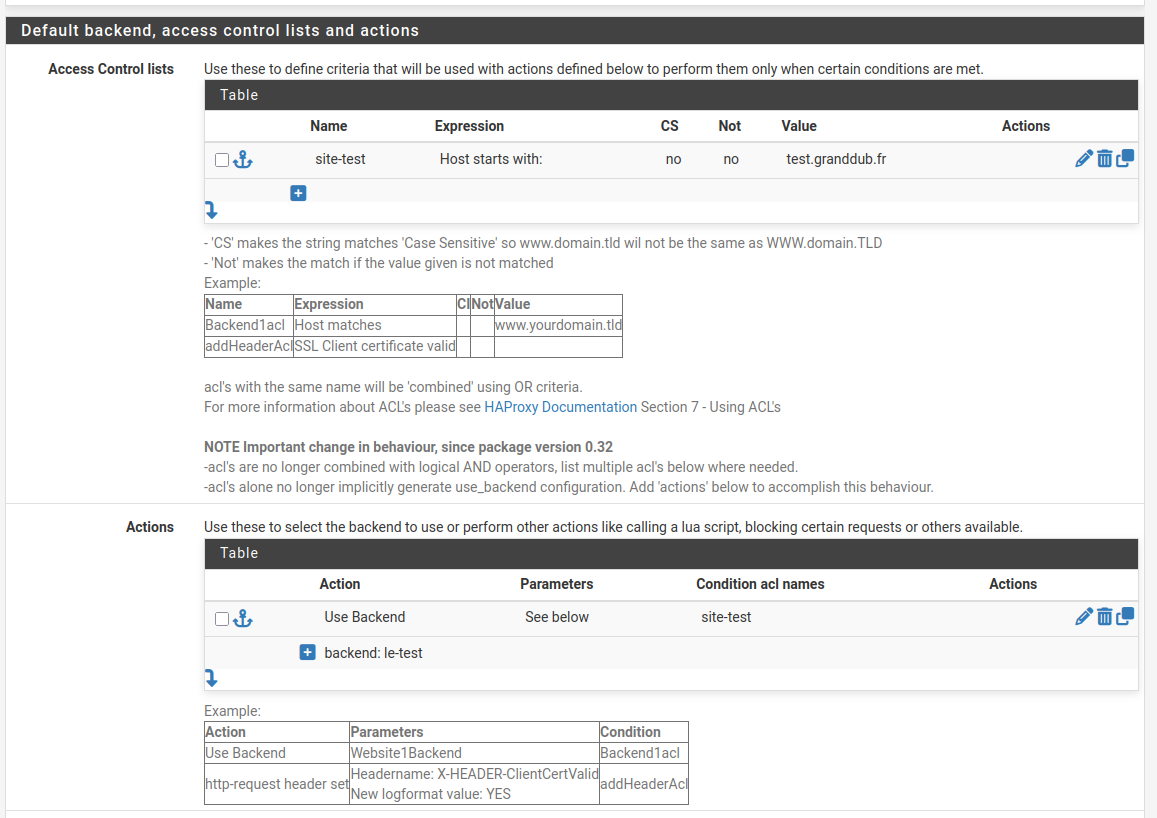 Default backend, access control lists and actions
Access Control lists
Use these to define criteria that will be used with actions defined below to perform them only when certain conditions are met.
Table
Name Expression CS Not Value Actions
site-test Host starts with: no no test.granddub.fr
- 'CS' makes the string matches 'Case Sensitive' so www.domain.tld wil not be the same as WWW.domain.TLD
- 'Not' makes the match if the value given is not matched
Example:
Name Expression CI Not Value
Backend1acl Host matches www.yourdomain.tld
addHeaderAcl SSL Client certificate valid
acl's with the same name will be 'combined' using OR criteria.
For more information about ACL's please see HAProxy Documentation Section 7 - Using ACL's
NOTE Important change in behaviour, since package version 0.32
-acl's are no longer combined with logical AND operators, list multiple acl's below where needed.
-acl's alone no longer implicitly generate use_backend configuration. Add 'actions' below to accomplish this behaviour.
Actions
Use these to select the backend to use or perform other actions like calling a lua script, blocking certain requests or others available.
Table
Action Parameters Condition acl names Actions
Use Backend See below site-test
backend: le-test
Example:
Action Parameters Condition
Use Backend Website1Backend Backend1acl
http-request header set Headername: X-HEADER-ClientCertValid addHeaderAcl
New logformat value: YES